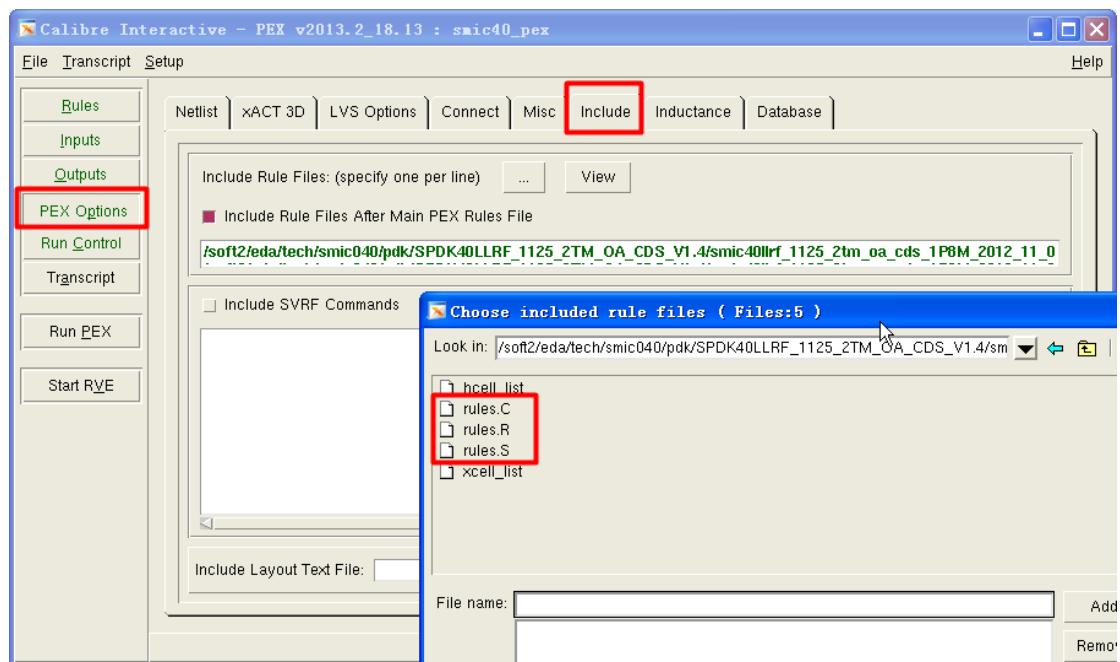 Calibre Interactive - PEX v2013.2_18.13 : smic40_pex
File Transcript Setup Help
Rules
Inputs
Outputs
PEX Options
Run Control
Transcript
Run PEX
Start RVE
Netlist xACT 3D LVS Options Connect Misc Include Inductance Database
Include Rule Files: (specify one per line) ... View
Include Rule Files After Main PEX Rules File
/soft2/eda/tech/smic040/pdk/SPDK40LLRF_1125_2TM_OA_CDS_V1.4/smic40llrf_1125_2tm_oa_cds_1P8M_2012_11_0
Include SVRF Commands
Include Layout Text File:
Choose included rule files ( Files:5 )
Look in: /soft2/eda/tech/smic040/pdk/SPDK40LLRF_1125_2TM_OA_CDS_V1.4/sm
hcell_list
rules.C
rules.R
rules.S
xcell_list
File name:
Add
Remov